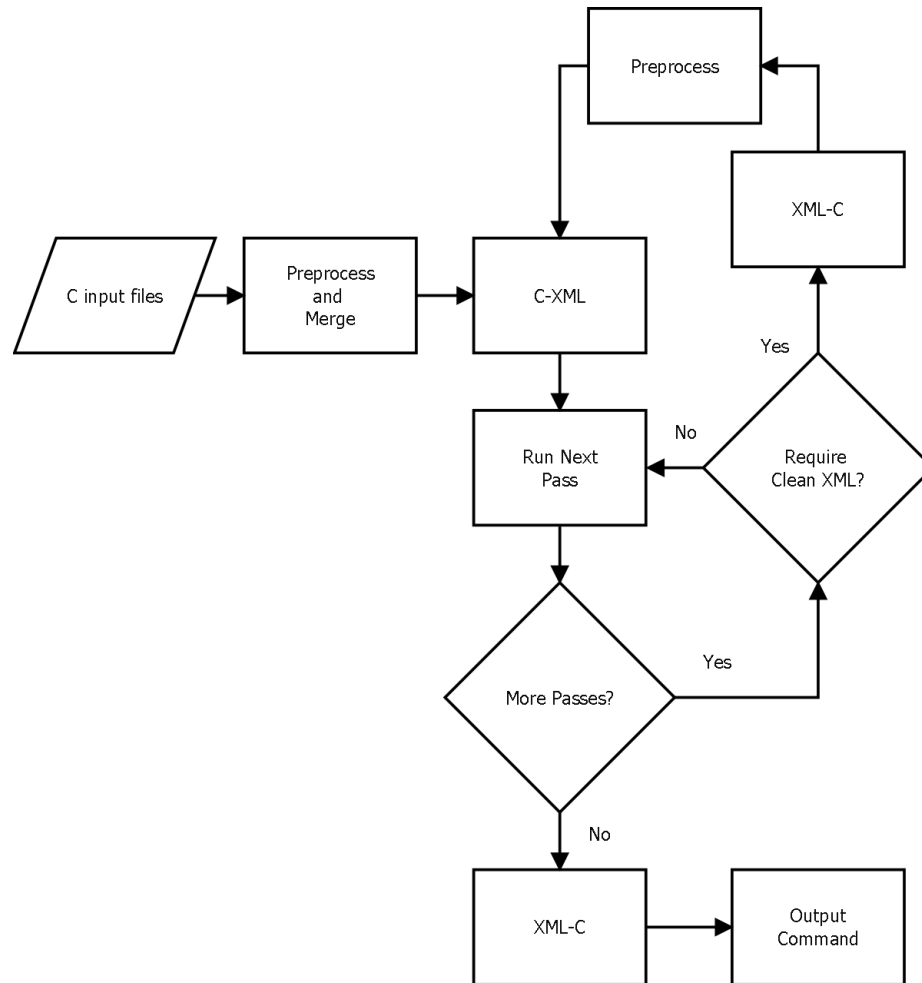 Preprocess
XML-C
C input files
Preprocess
and
Merge
C-XML
Yes
No
Run Next
Pass
Require
Clean XML?
Yes
More Passes?
No
XML-C
Output
Command